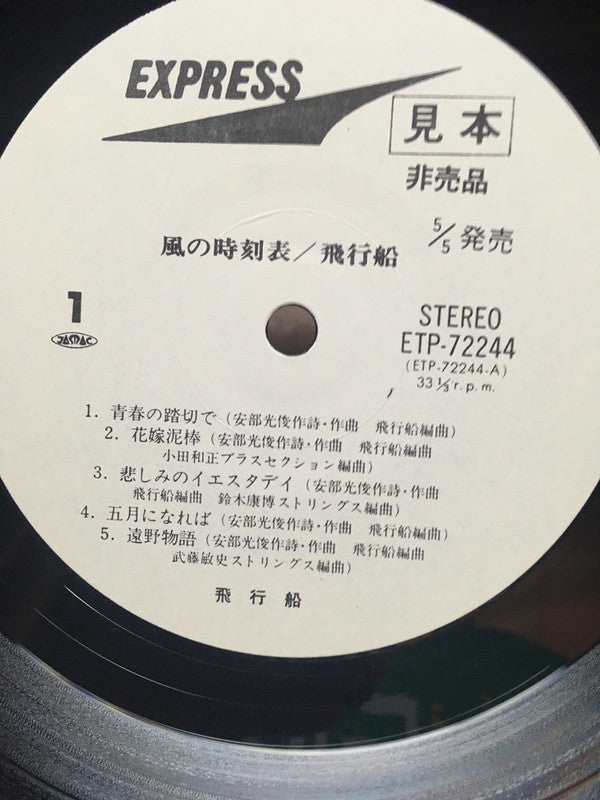 EXPRESS
見本
非売品
5/5 発売
風の時刻表／飛行船
1
JASRAC
STEREO
ETP-72244
(ETP-72244-A)
33 1/3 r.p.m.
1. 青春の踏切で (安部光俊作詩・作曲　飛行船編曲)
2. 花嫁泥棒 (安部光俊作詩・作曲　飛行船編曲
小田和正ブラスセクション編曲)
3. 悲しみのイエスタデイ (安部光俊作詩・作曲
飛行船編曲　鈴木康博ストリングス編曲)
4. 五月になれば (安部光俊作詩・作曲　飛行船編曲)
5. 遠野物語 (安部光俊作詩・作曲　飛行船編曲
武藤敏史ストリングス編曲)
飛行船